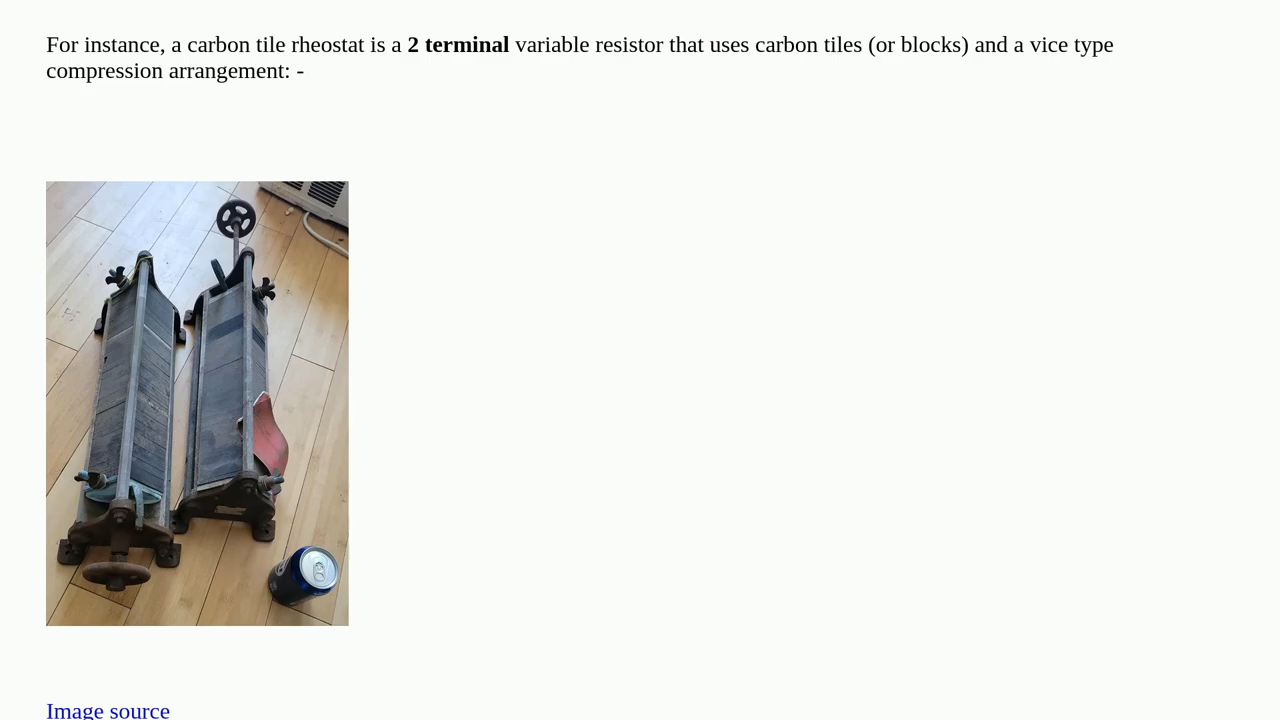 For instance, a carbon tile rheostat is a 2 terminal variable resistor that uses carbon tiles (or blocks) and a vice type
compression arrangement: -
Image source